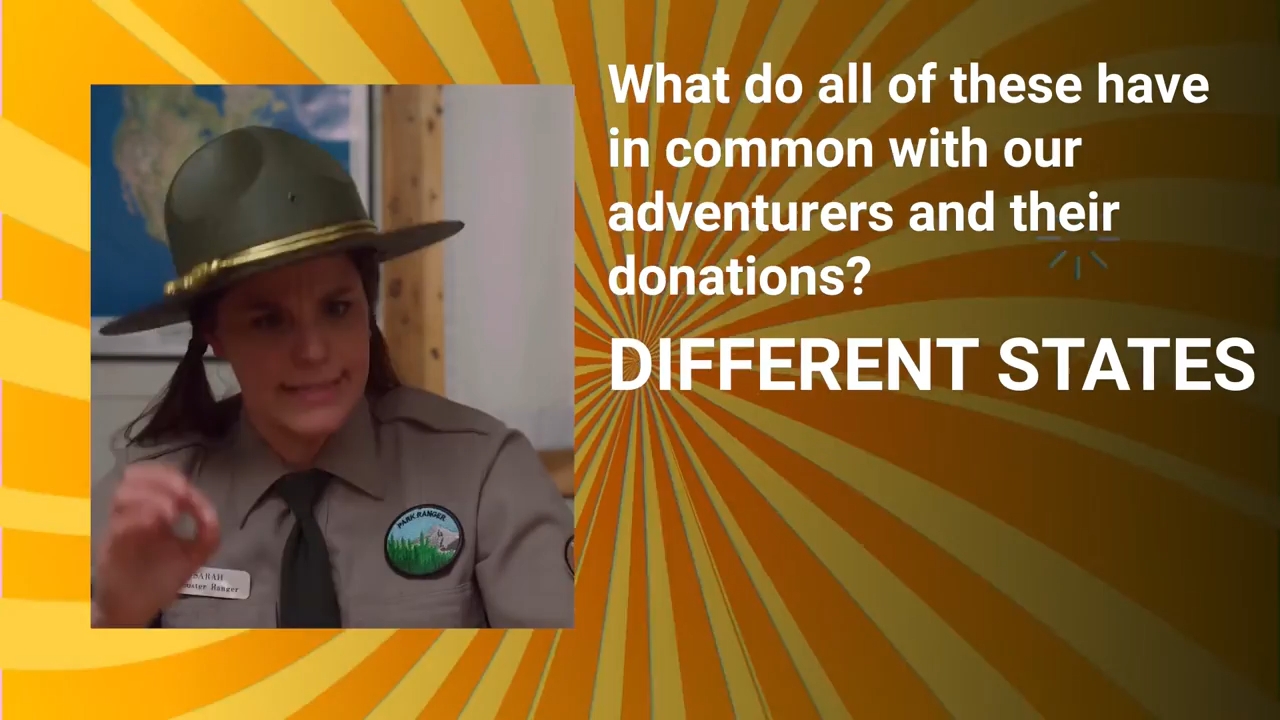 What do all of these have
in common with our
adventurers and their
donations?
DIFFERENT STATES
PARK RANGER
SARAH
Ranger